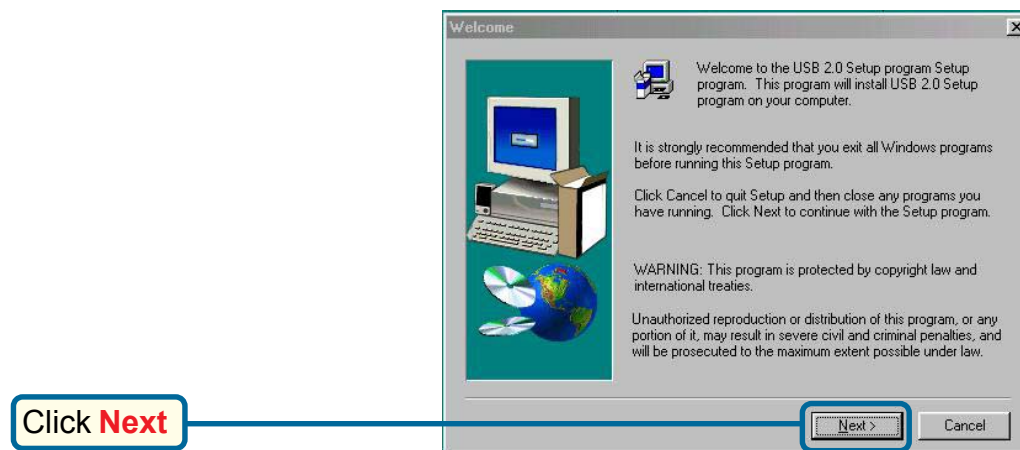 Welcome
Welcome to the USB 2.0 Setup program Setup
program. This program will install USB 2.0 Setup
program on your computer.
It is strongly recommended that you exit all Windows programs
before running this Setup program.
Click Cancel to quit Setup and then close any programs you
have running. Click Next to continue with the Setup program.
WARNING: This program is protected by copyright law and
international treaties.
Unauthorized reproduction or distribution of this program, or any
portion of it, may result in severe civil and criminal penalties, and
will be prosecuted to the maximum extent possible under law.
Click Next
Next >
Cancel